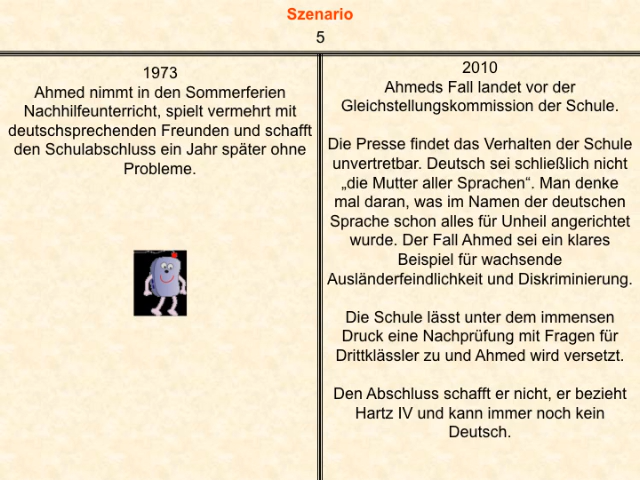 Szenario
5
1973
Ahmed nimmt in den Sommerferien
Nachhilfeunterricht, spielt vermehrt mit
deutschsprechenden Freunden und schafft
den Schulabschluss ein Jahr später ohne
Probleme.
2010
Ahmeds Fall landet vor der
Gleichstellungskommission der Schule.
Die Presse findet das Verhalten der Schule
unvertretbar. Deutsch sei schließlich nicht
„die Mutter aller Sprachen“. Man denke
mal daran, was im Namen der deutschen
Sprache schon alles für Unheil angerichtet
wurde. Der Fall Ahmed sei ein klares
Beispiel für wachsende
Ausländerfeindlichkeit und Diskriminierung.
Die Schule lässt unter dem immensen
Druck eine Nachprüfung mit Fragen für
Drittklässler zu und Ahmed wird versetzt.
Den Abschluss schafft er nicht, er bezieht
Hartz IV und kann immer noch kein
Deutsch.